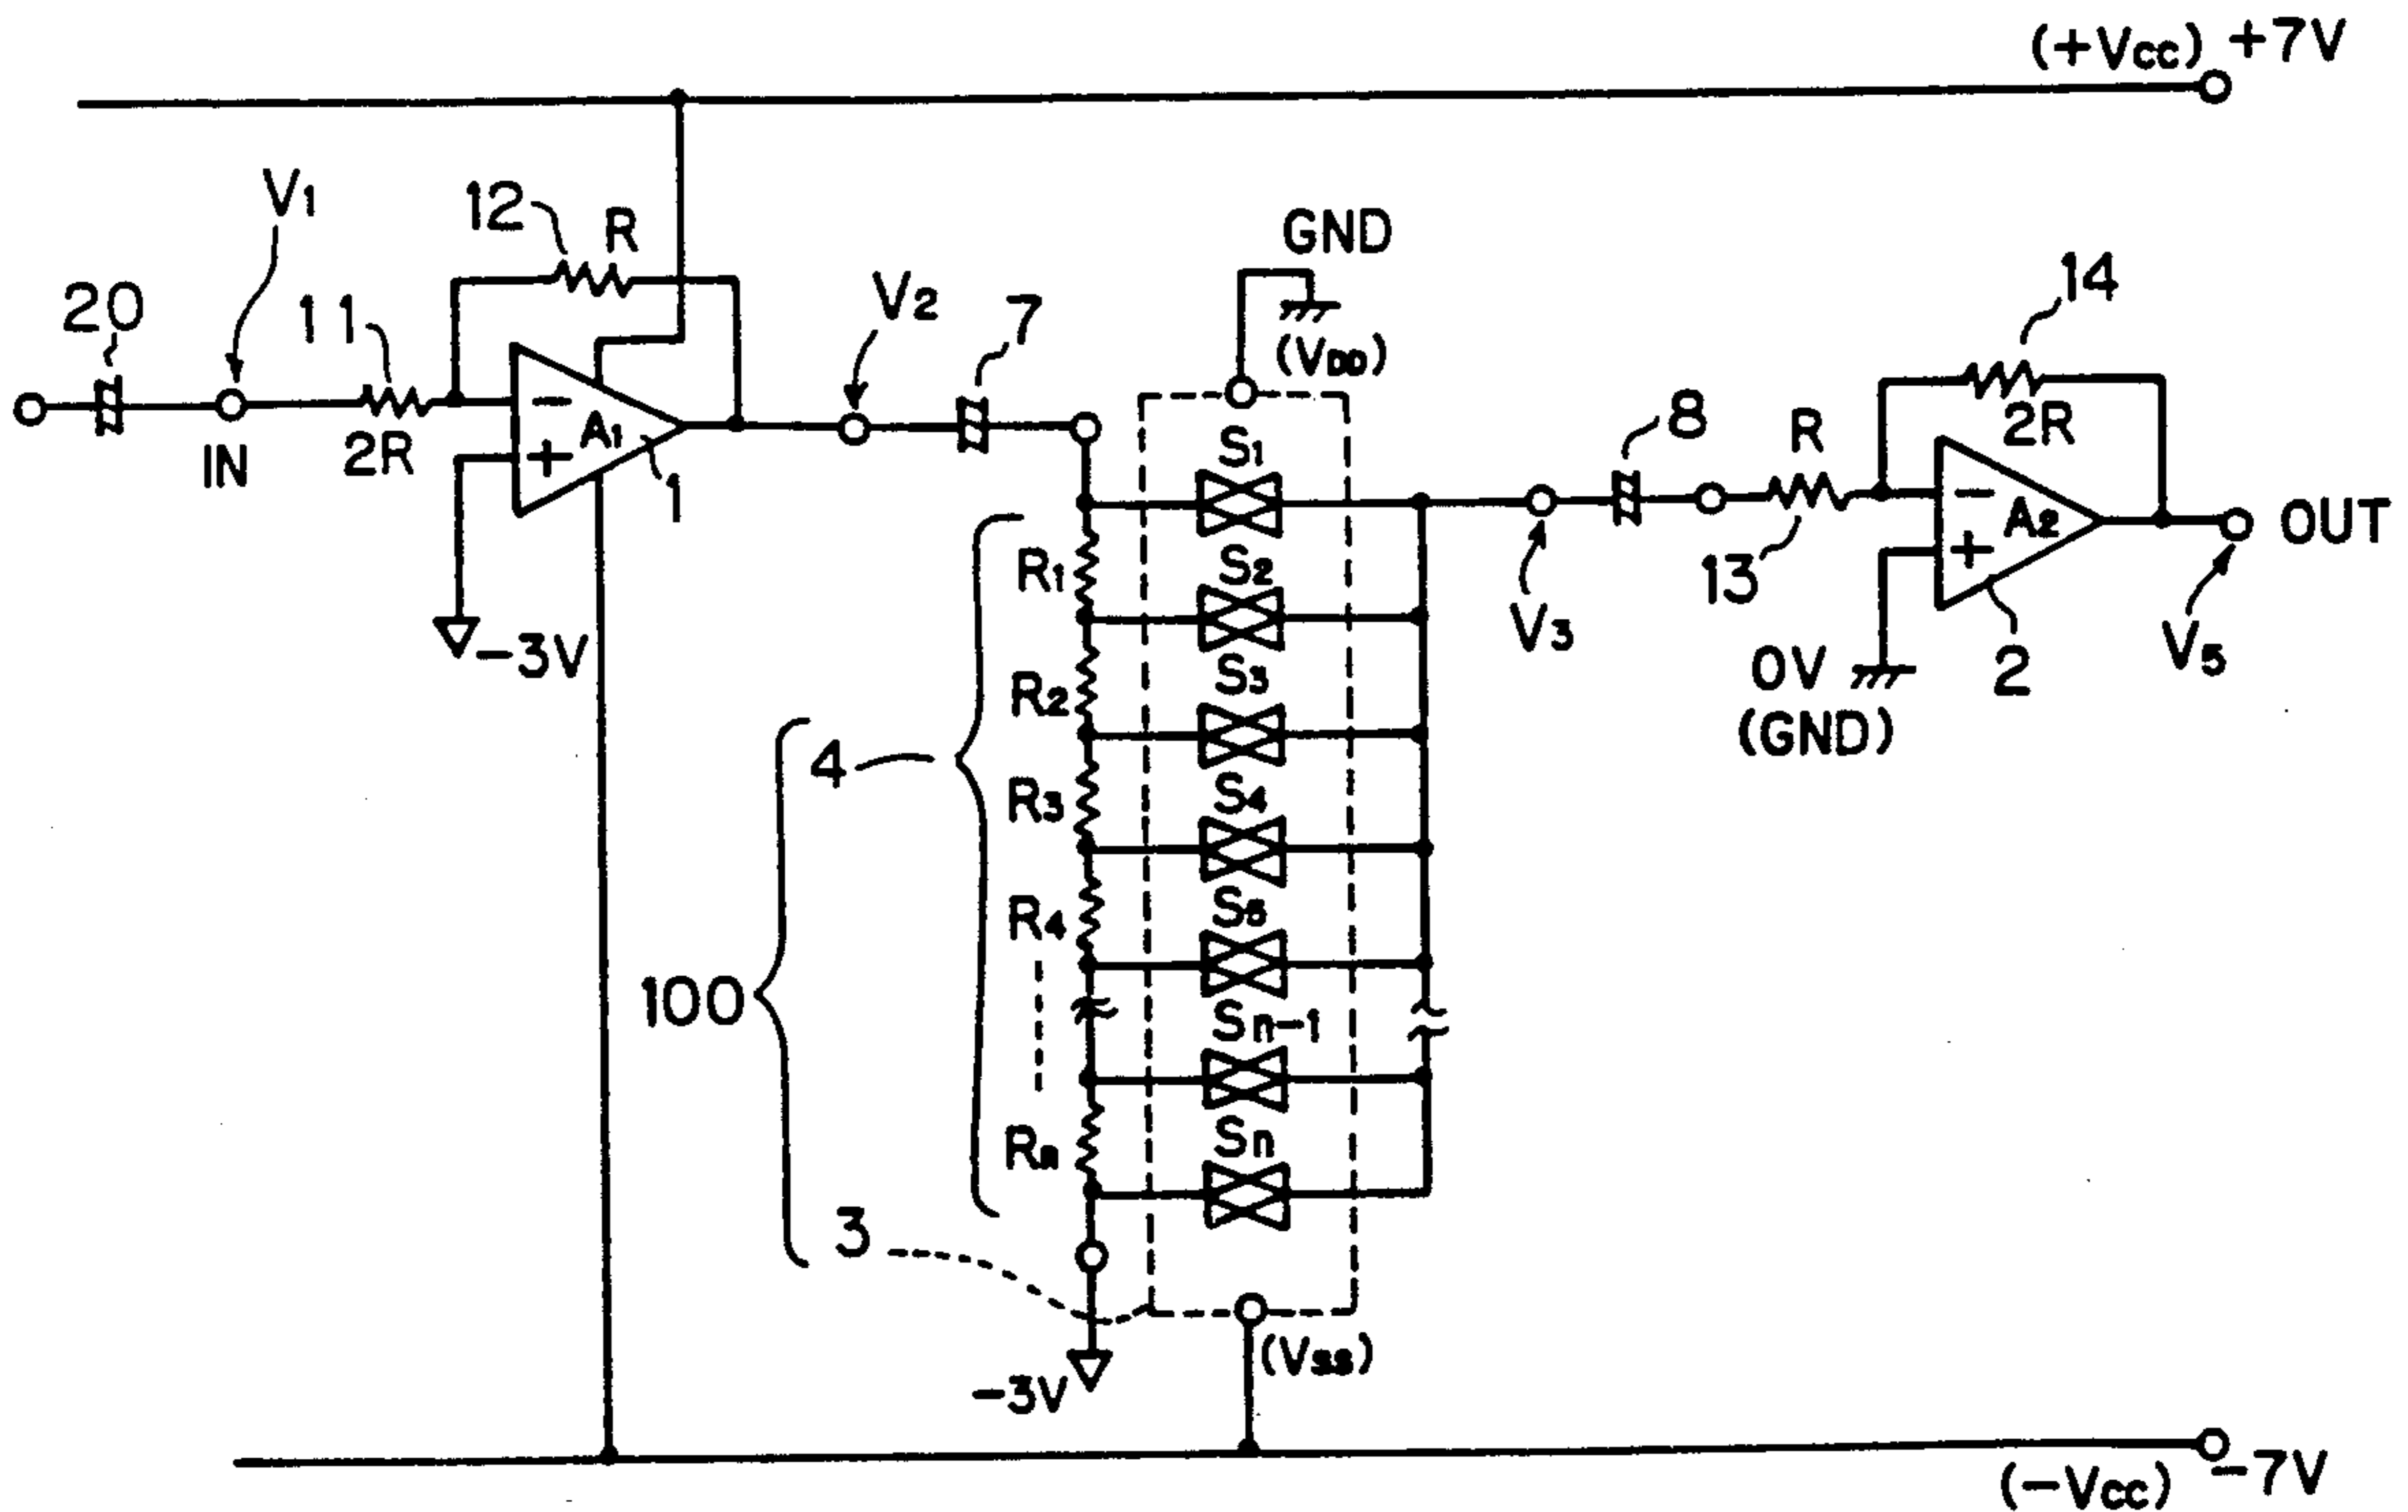 (+Vcc) +7V
V1
12
R
GND
20
11
V2
7
(VDD)
14
8
R
2R
IN
2R
-
+
A1
1
S1
-
+
A2
OUT
R1
S2
13
V3
V5
-3V
R2
S3
0V
(GND)
2
4
R3
S4
100
R4
S5
Sn-1
Rn
Sn
3
(Vss)
-3V
(-Vcc)
-7V